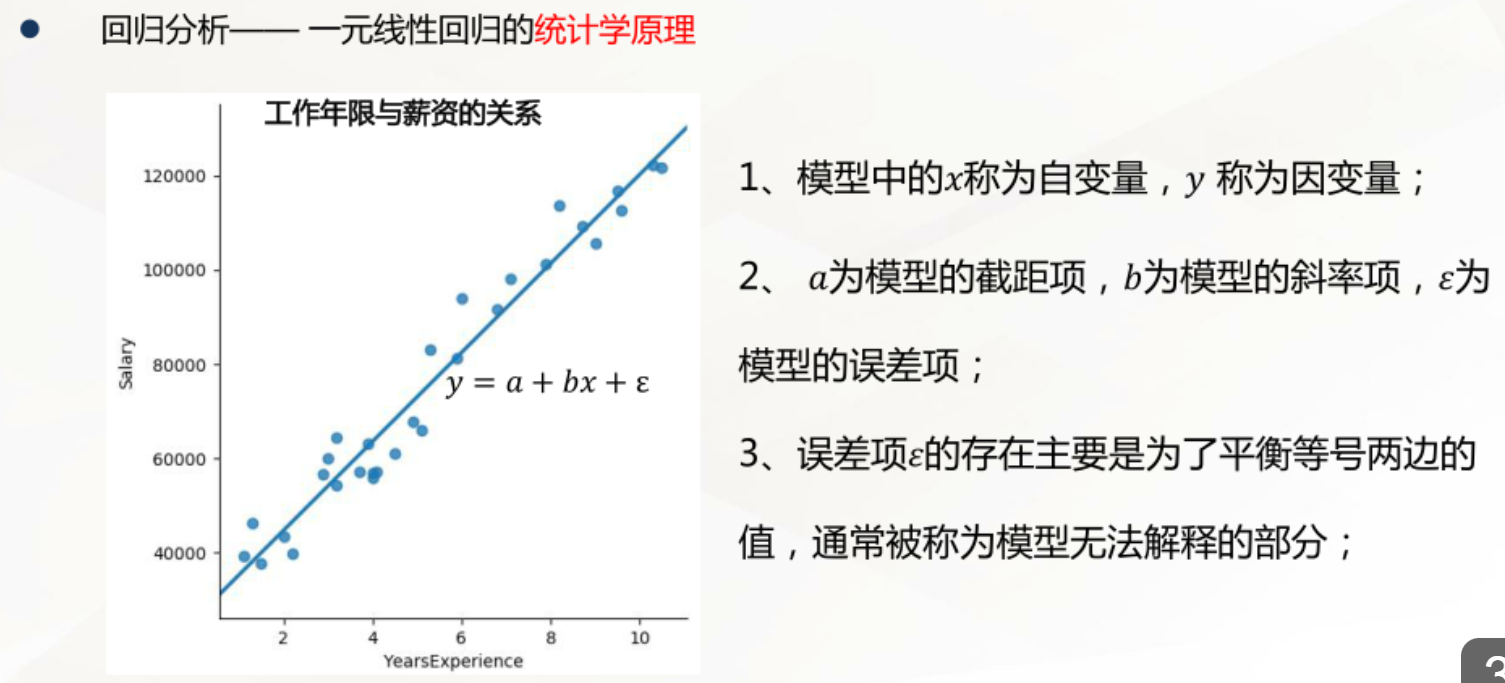 回归分析—— 一元线性回归的统计学原理
工作年限与薪资的关系
120000
100000
80000
60000
40000
Salary
y = a + bx + ε
2 4 6 8 10
YearsExperience
1、模型中的x称为自变量，y 称为因变量；
2、 a为模型的截距项，b为模型的斜率项，ε为
模型的误差项；
3、误差项ε的存在主要是为了平衡等号两边的
值，通常被称为模型无法解释的部分；